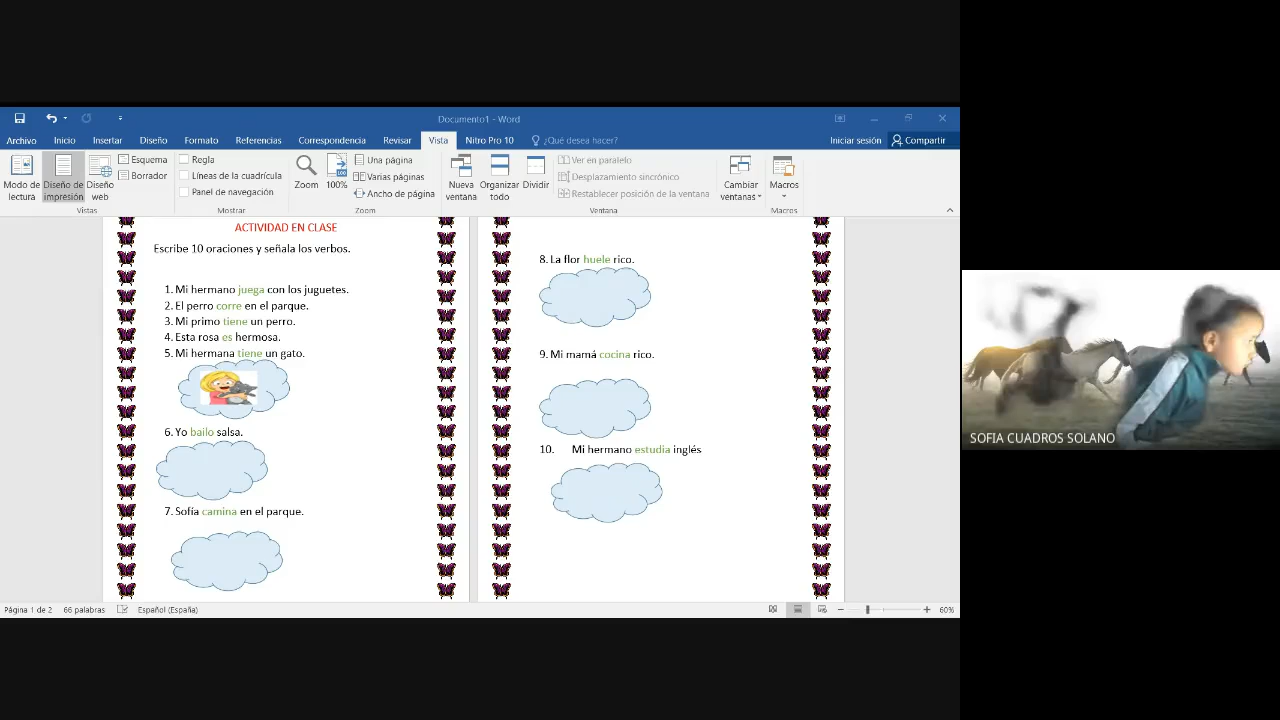 Documento1 - Word
Archivo Inicio Insertar Diseño Formato Referencias Correspondencia Revisar Vista Nitro Pro 10 ¿Qué desea hacer? Iniciar sesión Compartir
Modo de lectura
Diseño de impresión
Diseño web
Esquema
Borrador
Vistas
Regla
Líneas de la cuadrícula
Panel de navegación
Mostrar
Zoom
100%
Una página
Varias páginas
Ancho de página
Zoom
Nueva ventana
Organizar todo
Dividir
Ver en paralelo
Desplazamiento sincrónico
Restablecer posición de la ventana
Ventana
Cambiar ventanas
Macros
Macros
ACTIVIDAD EN CLASE
Escribe 10 oraciones y señala los verbos.
1. Mi hermano juega con los juguetes.
2. El perro corre en el parque.
3. Mi primo tiene un perro.
4. Esta rosa es hermosa.
5. Mi hermana tiene un gato.
6. Yo bailo salsa.
7. Sofía camina en el parque.
8. La flor huele rico.
9. Mi mamá cocina rico.
10. Mi hermano estudia inglés
Página 1 de 2 66 palabras Español (España) 60%
SOFIA CUADROS SOLANO